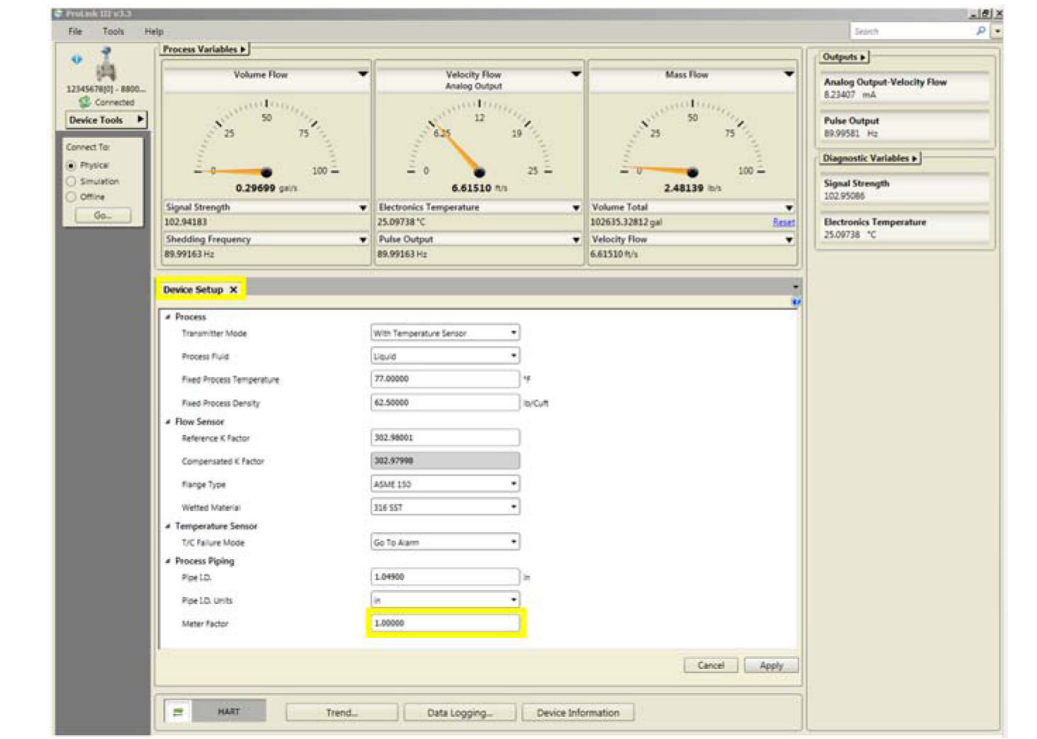 ProLink III v3.3
File Tools Help
Search
12345678[0] - 8800...
Connected
Device Tools
Connect To:
Physical
Simulation
Offline
Go...
Process Variables
Volume Flow
0 25 50 75 100
0.29699 gal/s
Velocity Flow
Analog Output
0 6.25 12 19 25
6.61510 ft/s
Mass Flow
0 25 50 75 100
2.48139 lb/s
Signal Strength
102.94183
Electronics Temperature
25.09738 °C
Volume Total
102635.32812 gal Reset
Shedding Frequency
89.99163 Hz
Pulse Output
89.99163 Hz
Velocity Flow
6.61510 ft/s
Outputs
Analog Output-Velocity Flow
8.23407 mA
Pulse Output
89.99581 Hz
Diagnostic Variables
Signal Strength
102.95086
Electronics Temperature
25.09738 °C
Device Setup X
Process
Transmitter Mode With Temperature Sensor
Process Fluid Liquid
Fixed Process Temperature 77.00000 °F
Fixed Process Density 62.50000 lb/Cuft
Flow Sensor
Reference K Factor 302.98001
Compensated K Factor 302.97998
Flange Type ASME 150
Wetted Material 316 SST
Temperature Sensor
T/C Failure Mode Go To Alarm
Process Piping
Pipe I.D. 1.04900 in
Pipe I.D. Units in
Meter Factor 1.00000
Cancel Apply
HART Trend... Data Logging... Device Information